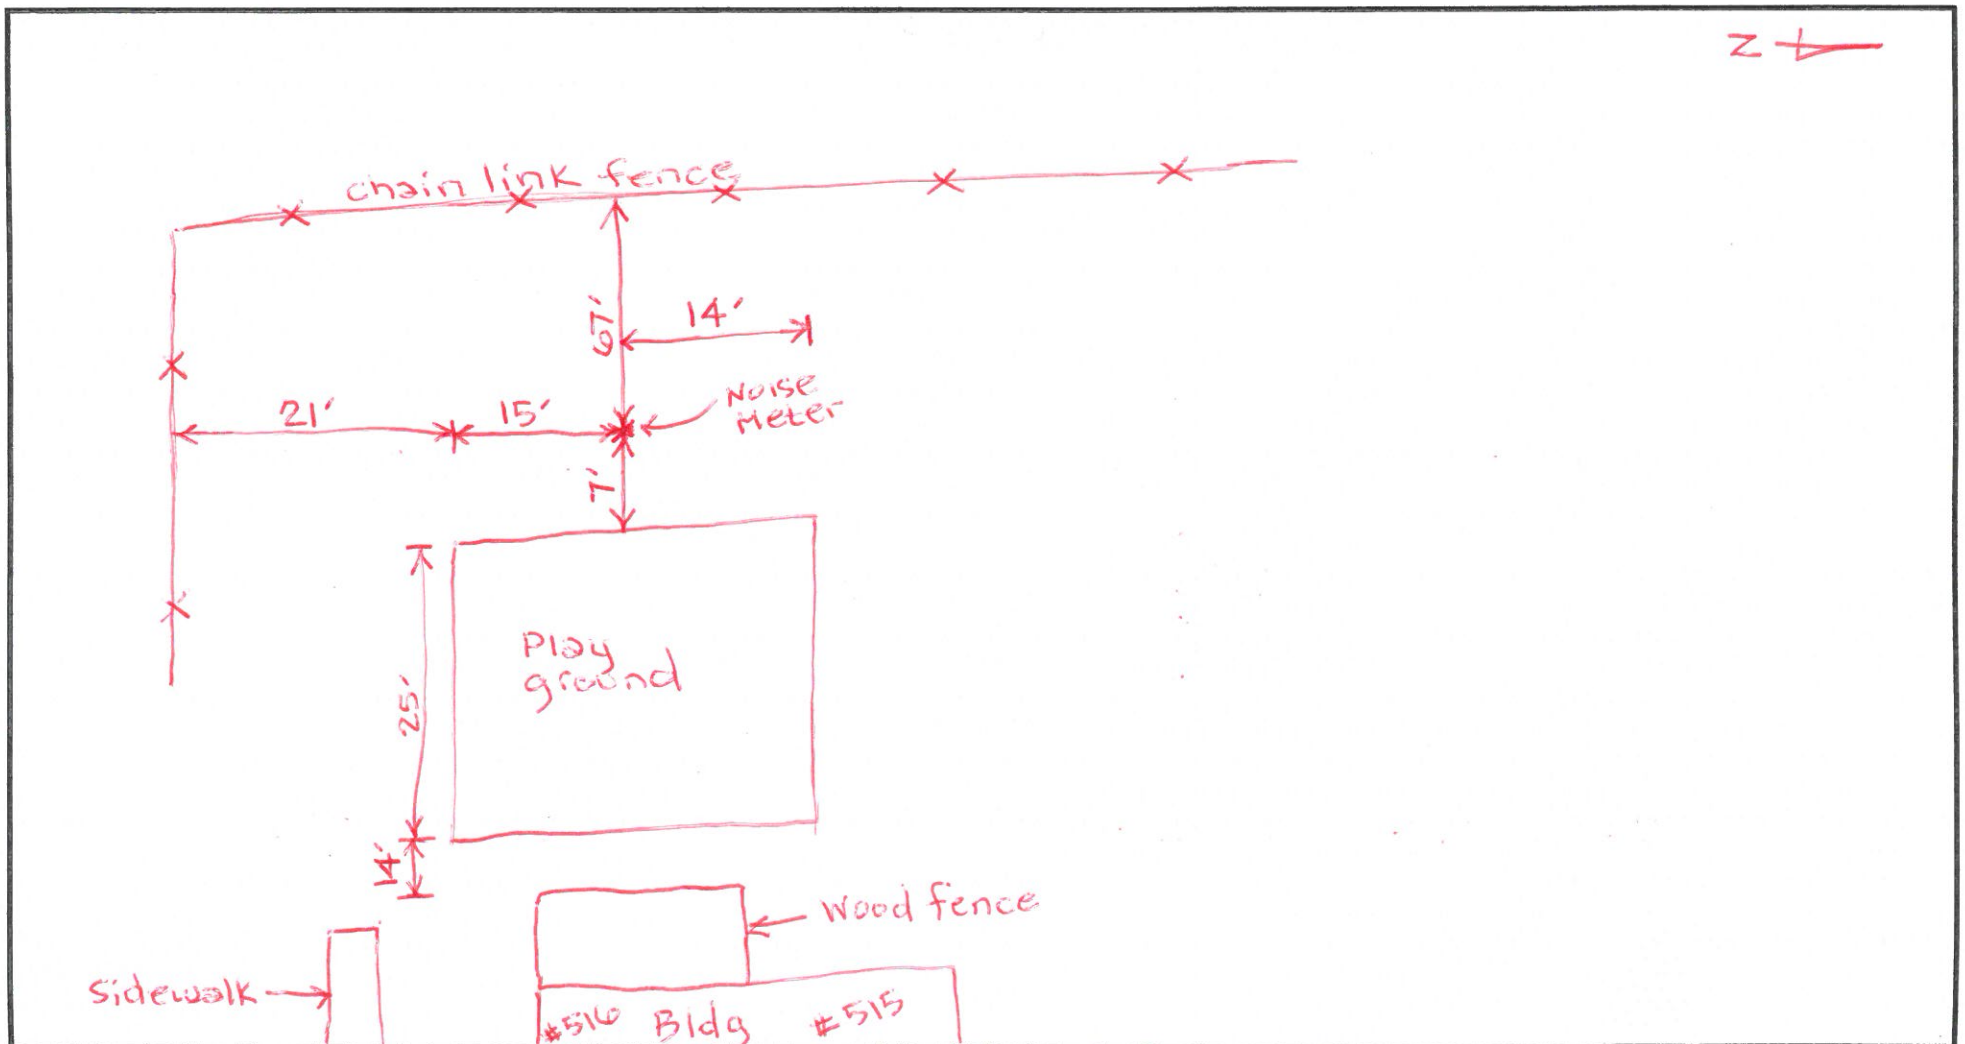 N
chain link fence
67'
14'
Noise
Meter
21'
15'
7'
Play
ground
25'
14'
Wood fence
Sidewalk
#516 Bldg #515